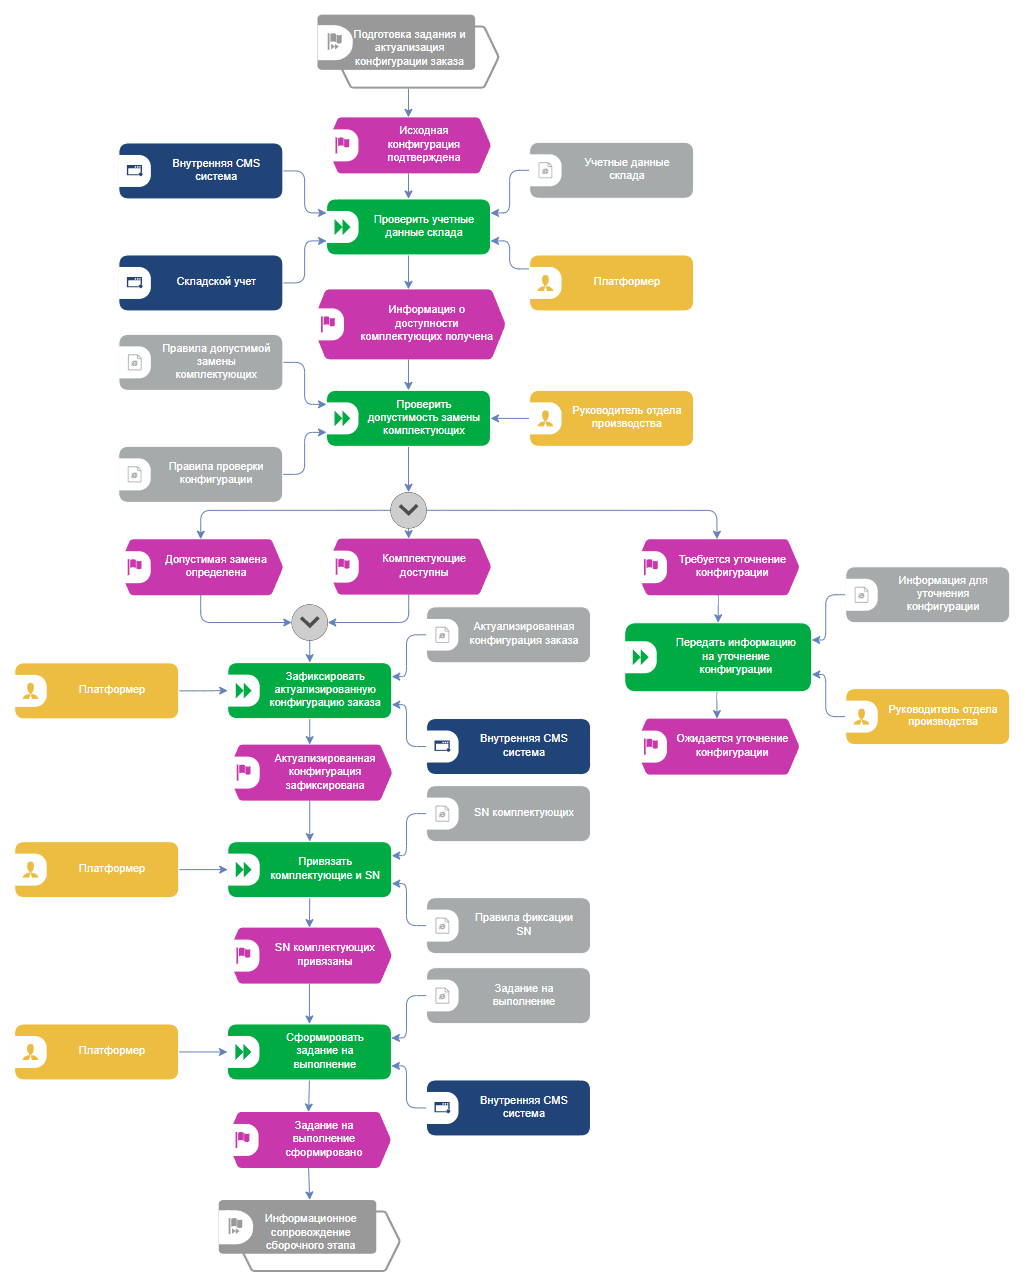 Подготовка задания и
актуализация
конфигурации заказа
Исходная
конфигурация
подтверждена
Внутренняя CMS
система
Учетные данные
склада
Проверить учетные
данные склада
Складской учет
Платформер
Информация о
доступности
комплектующих получена
Правила допустимой
замены
комплектующих
Проверить
допустимость замены
комплектующих
Руководитель отдела
производства
Правила проверки
конфигурации
Допустимая замена
определена
Комплектующие
доступны
Требуется уточнение
конфигурации
Информация для
уточнения
конфигурации
Актуализированная
конфигурация заказа
Передать информацию
на уточнение
конфигурации
Платформер
Зафиксировать
актуализированную
конфигурацию заказа
Руководитель отдела
производства
Внутренняя CMS
система
Ожидается уточнение
конфигурации
Актуализированная
конфигурация
зафиксирована
SN комплектующих
Платформер
Привязать
комплектующие и SN
Правила фиксации
SN
SN комплектующих
привязаны
Задание на
выполнение
Платформер
Сформировать
задание на
выполнение
Внутренняя CMS
система
Задание на
выполнение
сформировано
Информационное
сопровождение
сборочного этапа